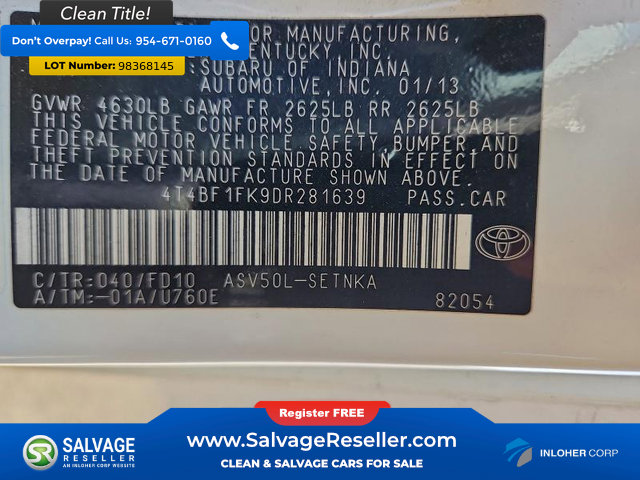 Clean Title!
Don't Overpay! Call Us: 954-671-0160
LOT Number: 98368145
OR MANUFACTURING,
ENTUCKY, INC.
SUBARU OF INDIANA
AUTOMOTIVE, INC. 01/13
GVWR 4630LB GAWR FR 2625LB RR 2625LB
THIS VEHICLE CONFORMS TO ALL APPLICABLE
FEDERAL MOTOR VEHICLE SAFETY, BUMPER, AND
THEFT PREVENTION STANDARDS IN EFFECT ON
THE DATE OF MANUFACTURE SHOWN ABOVE.
4T4BF1FK9DR281639 PASS.CAR
C/TR:040/FD10 ASV50L-SETNKA
A/TM:-01A/U760E 82054
Register FREE
SR SALVAGE RESELLER
AN INLOHER CORP WEBSITE
www.SalvageReseller.com
CLEAN & SALVAGE CARS FOR SALE
INLOHER CORP